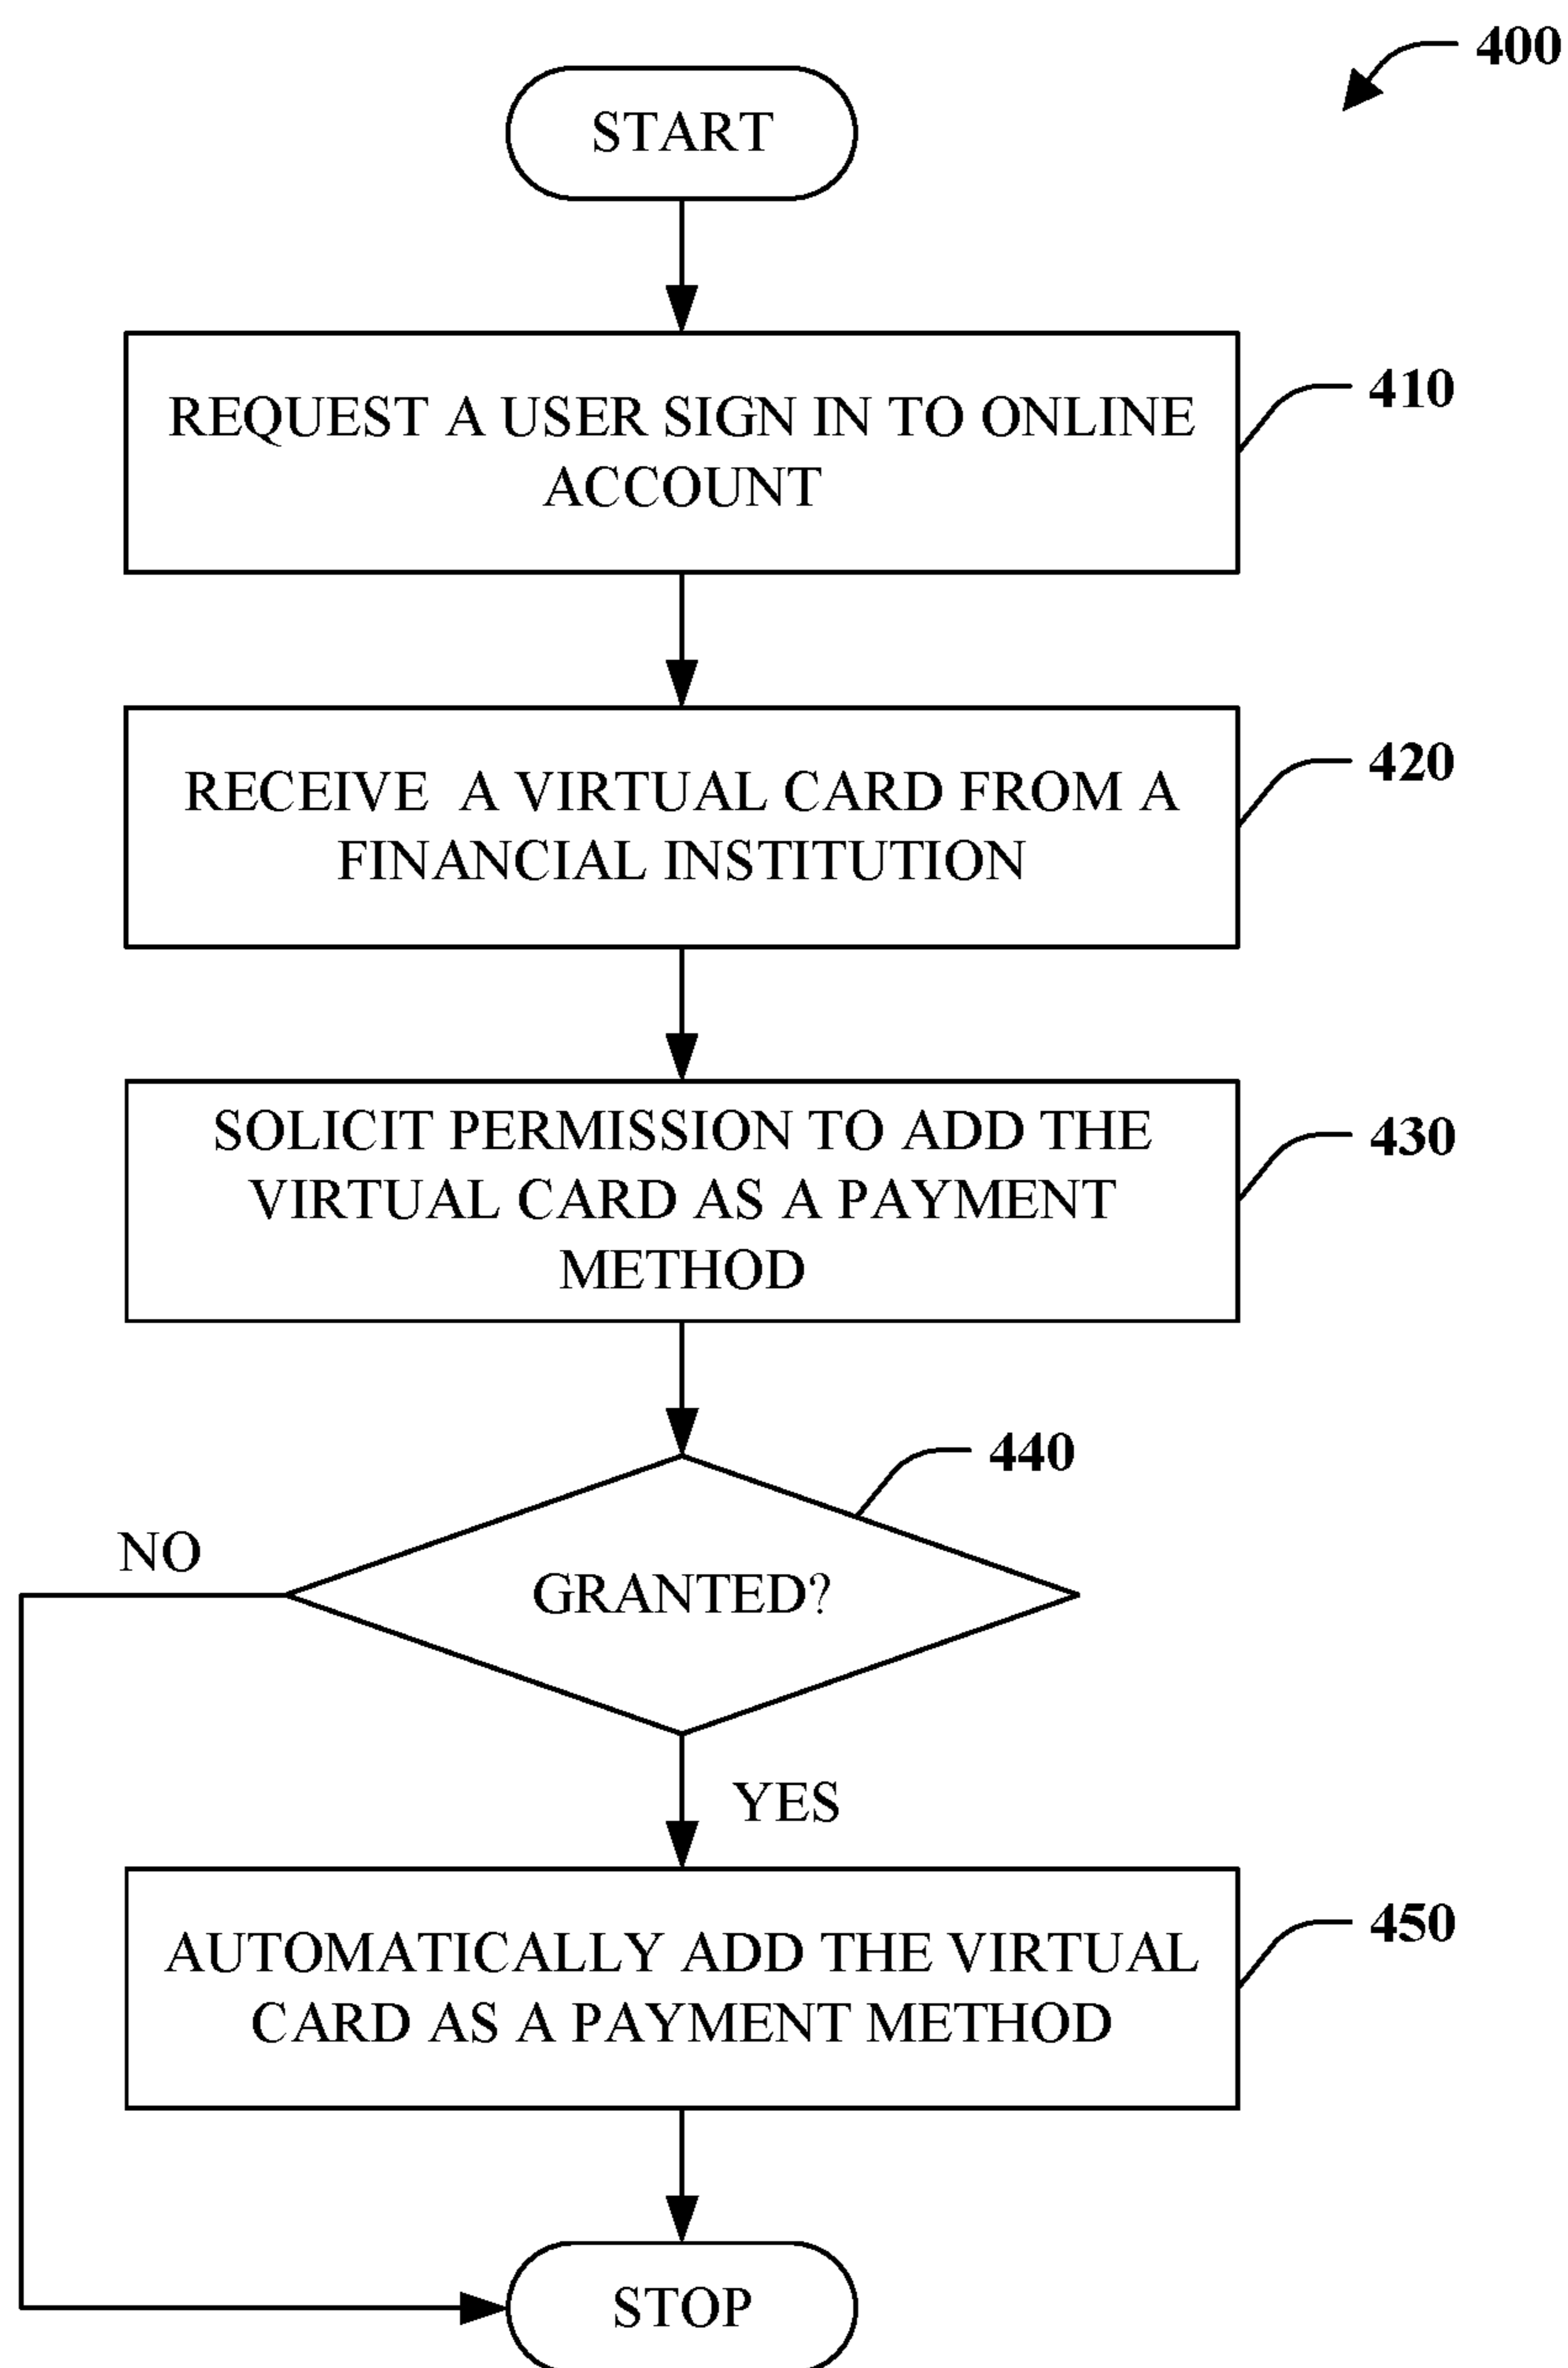 400
START
REQUEST A USER SIGN IN TO ONLINE
ACCOUNT
410
RECEIVE A VIRTUAL CARD FROM A
FINANCIAL INSTITUTION
420
SOLICIT PERMISSION TO ADD THE
VIRTUAL CARD AS A PAYMENT
METHOD
430
440
NO
GRANTED?
YES
AUTOMATICALLY ADD THE VIRTUAL
CARD AS A PAYMENT METHOD
450
STOP